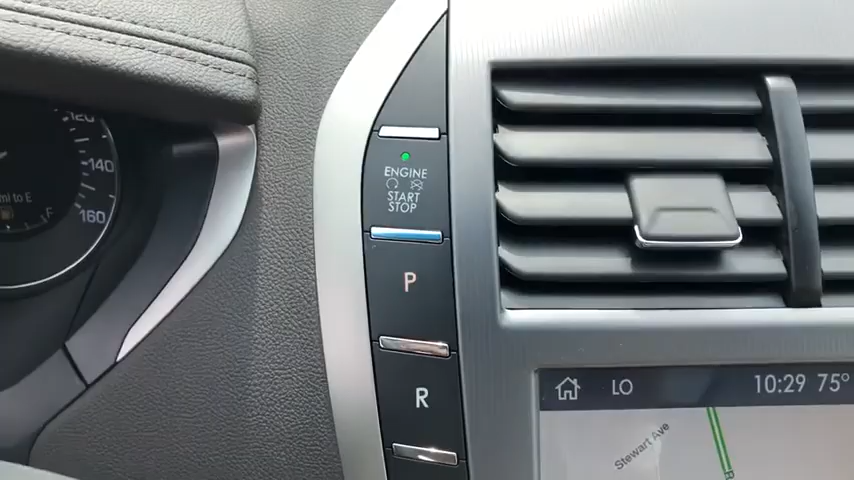 120
140
mi to E
F
160
ENGINE
START
STOP
P
R
LO
10:29 75°
Stewart Ave